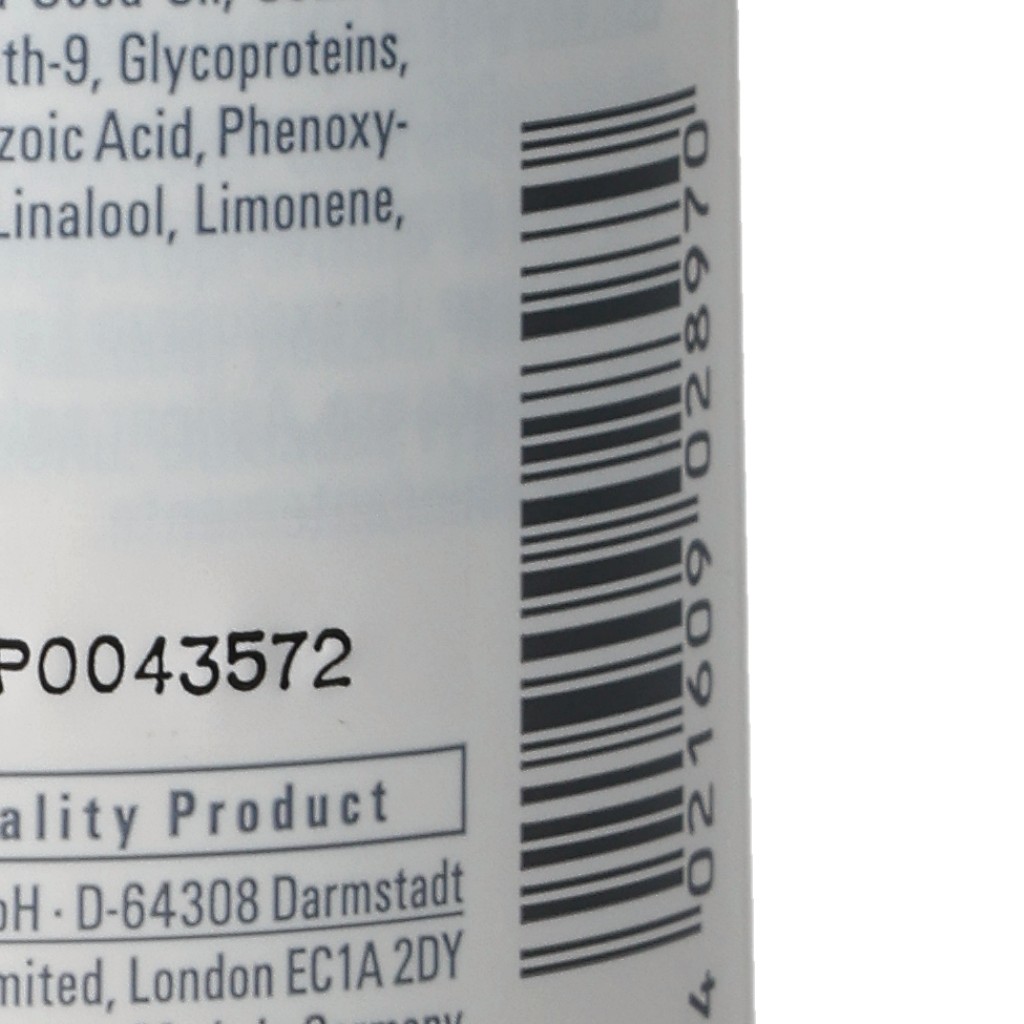 th-9, Glycoproteins,
zoic Acid, Phenoxy-
Linalool, Limonene,
P0043572
ality Product
H · D-64308 Darmstadt
mited, London EC1A 2DY
4 021609 028970